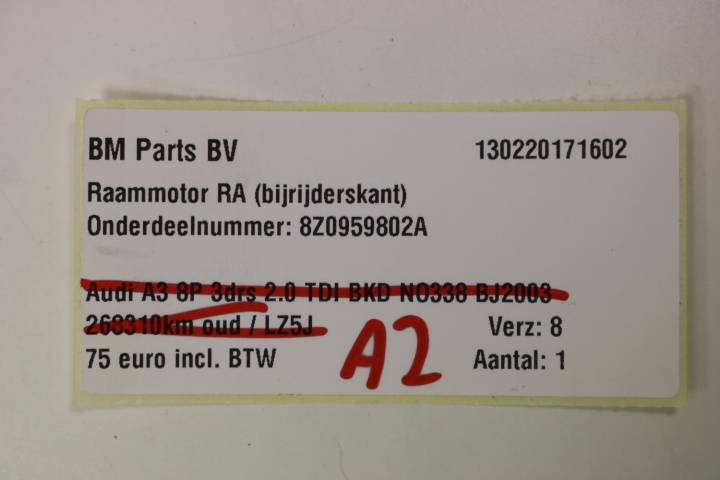 BM Parts BV 130220171602
Raammotor RA (bijrijderskant)
Onderdeelnummer: 8Z0959802A
Audi A3 8P 3drs 2.0 TDI BKD NO338 BJ2003
268310km oud / LZ5J Verz: 8
75 euro incl. BTW A2 Aantal: 1